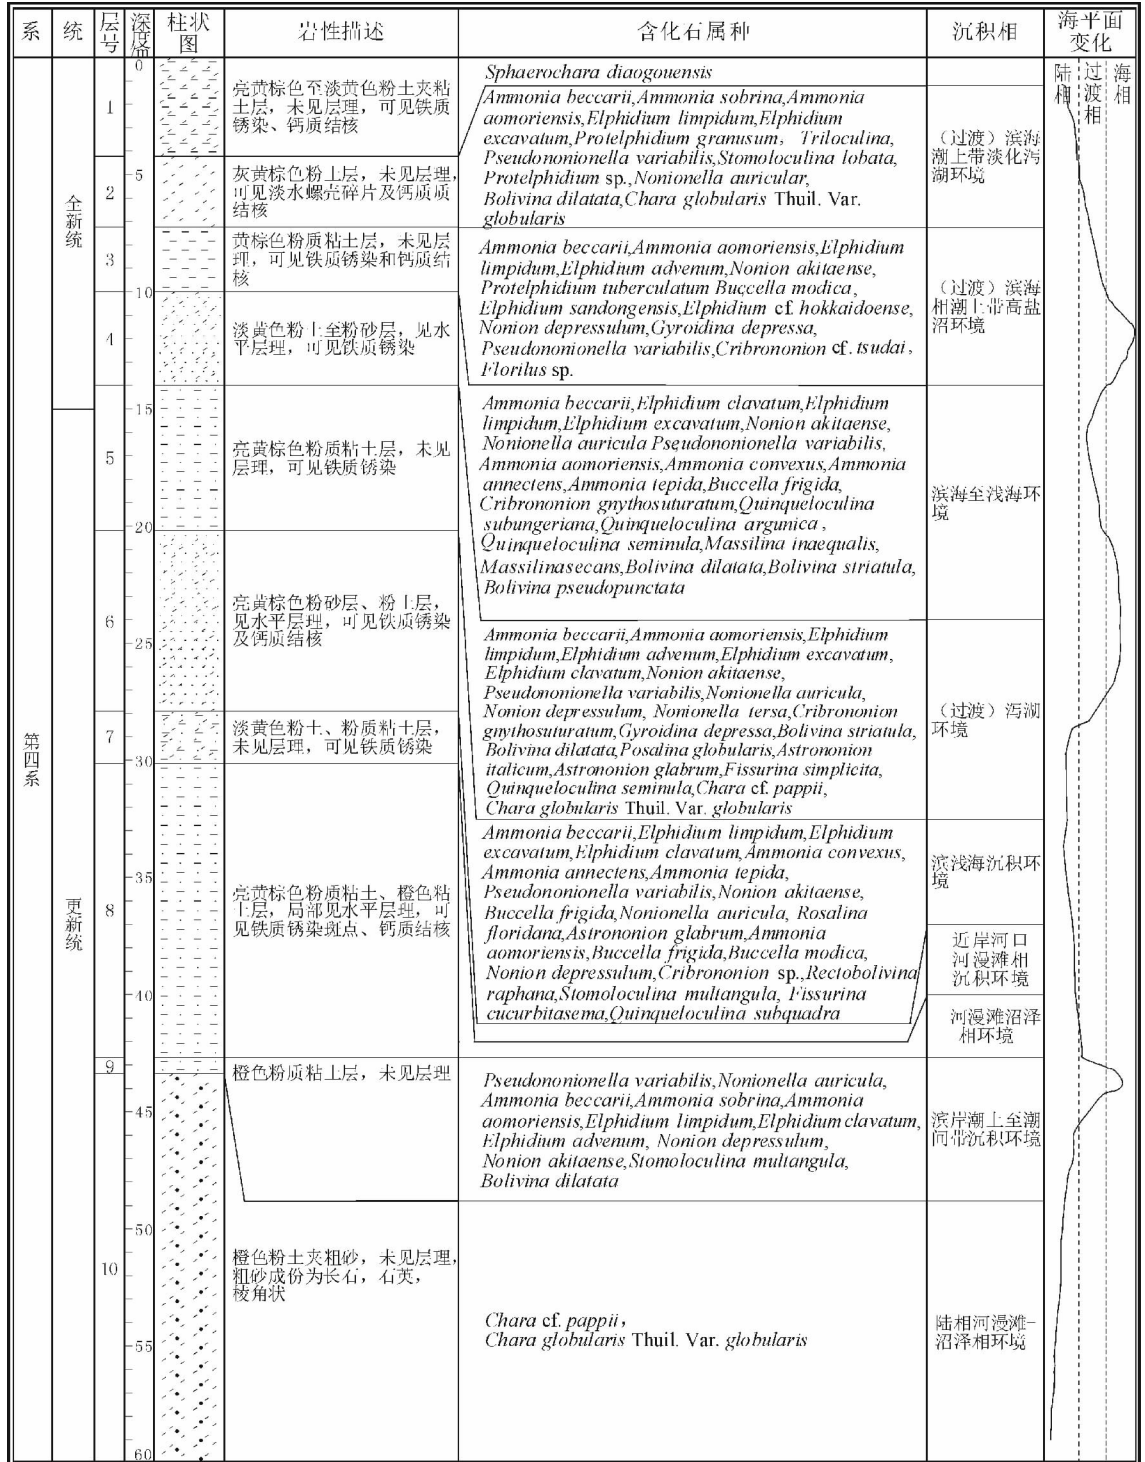 系
统
层号
深度
柱状图
岩性描述
含化石属种
沉积相
海平面变化
陆相
过渡相
海相
第四系
全新统
更新统
0
5
10
15
20
25
30
35
40
45
50
55
60
1
亮黄棕色至淡黄色粉土夹粘
土层，未见层理，可见铁质
锈染、钙质结核
2
灰黄棕色粉土层，未见层理，
可见淡水螺壳碎片及钙质质
结核
3
黄棕色粉质粘土层，未见层
理，可见铁质锈染和钙质结
核
4
淡黄色粉土至粉砂层，见水
平层理，可见铁质锈染
5
亮黄棕色粉质粘土层，未见
层理，可见铁质锈染
6
亮黄棕色粉砂层、粉土层，
见水平层理，可见铁质锈染
及钙质结核
7
淡黄色粉土、粉质粘土层，
未见层理，可见铁质锈染
8
亮黄棕色粉质粘土、橙色粘
土层，局部见水平层理，可
见铁质锈染斑点、钙质结核
9
橙色粉质粘土层，未见层理
10
橙色粉土夹粗砂，未见层理，
粗砂成份为长石，石英，
棱角状
Sphaerochara diaogouensis
Ammonia beccarii,Ammonia sobrina,Ammonia
aomoriensis,Elphidium limpidum,Elphidium
excavatum,Protelphidium granusum，Triloculina,
Pseudononionella variabilis,Stomoloculina lobata,
Protelphidium sp.,Nonionella auricular,
Bolivina dilatata,Chara globularis Thuil. Var.
globularis
（过渡）滨海
潮上带淡化泻
湖环境
Ammonia beccarii,Ammonia aomoriensis,Elphidium
limpidum,Elphidium advenum,Nonion akitaense,
Protelphidium tuberculatum Buccella modica,
Elphidium sandongensis,Elphidium cf. hokkaidoense,
Nonion depressulum,Gyroidina depressa,
Pseudononionella variabilis,Cribrononion cf. tsudai,
Florilus sp.
（过渡）滨海
相潮上带高盐
沼环境
Ammonia beccarii,Elphidium clavatum,Elphidium
limpidum,Elphidium excavatum,Nonion akitaense,
Nonionella auricula Pseudononionella variabilis,
Ammonia aomoriensis,Ammonia convexus,Ammonia
annectens,Ammonia tepida,Buccella frigida,
Cribrononion gnythosuturatum,Quinqueloculina
subungeriana,Quinqueloculina argunica,
Quinqueloculina seminula,Massilina inaequalis,
Massilinasecans,Bolivina dilatata,Bolivina striatula,
Bolivina pseudopunctata
滨海至浅海环
境
Ammonia beccarii,Ammonia aomoriensis,Elphidium
limpidum,Elphidium advenum,Elphidium excavatum,
Elphidium clavatum,Nonion akitaense,
Pseudononionella variabilis,Nonionella auricula,
Nonion depressulum, Nonionella tersa,Cribrononion
gnythosuturatum,Gyroidina depressa,Bolivina striatula,
Bolivina dilatata,Posalina globularis,Astrononion
italicum,Astrononion glabrum,Fissurina simplicita,
Quinqueloculina seminula,Chara cf. pappii,
Chara globularis Thuil. Var. globularis
（过渡）泻湖
环境
Ammonia beccarii,Elphidium limpidum,Elphidium
excavatum,Elphidium clavatum,Ammonia convexus,
Ammonia annectens,Ammonia tepida,
Pseudononionella variabilis,Nonion akitaense,
Buccella frigida,Nonionella auricula, Rosalina
floridana,Astrononion glabrum,Ammonia
aomoriensis,Buccella frigida,Buccella modica,
Nonion depressulum,Cribrononion sp.,Rectobolivina
raphana,Stomoloculina multangula, Fissurina
cucurbitasema,Quinqueloculina subquadra
滨浅海沉积环
境
近岸河口
河漫滩相
沉积环境
河漫滩沼泽
相环境
Pseudononionella variabilis,Nonionella auricula,
Ammonia beccarii,Ammonia sobrina,Ammonia
aomoriensis,Elphidium limpidum,Elphidium clavatum,
Elphidium advenum, Nonion depressulum,
Nonion akitaense,Stomoloculina multangula,
Bolivina dilatata
滨岸潮上至潮
间带沉积环境
Chara cf. pappii，
Chara globularis Thuil. Var. globularis
陆相河漫滩-
沼泽相环境